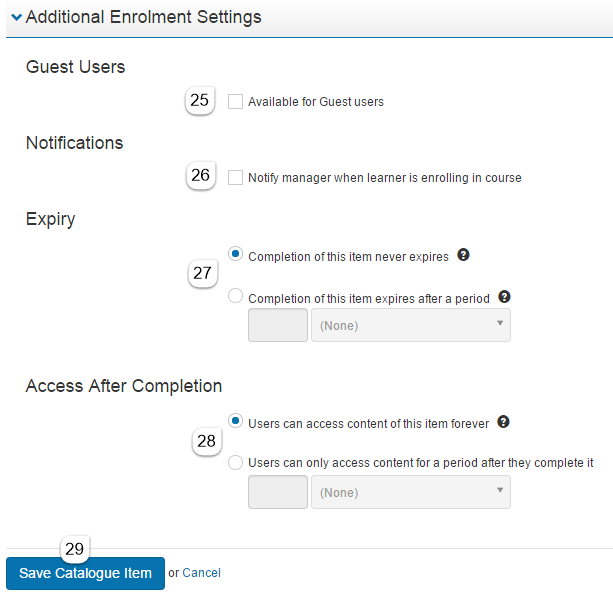 Additional Enrolment Settings
Guest Users
25 Available for Guest users
Notifications
26 Notify manager when learner is enrolling in course
Expiry
Completion of this item never expires ?
27
Completion of this item expires after a period ?
(None)
Access After Completion
Users can access content of this item forever ?
28
Users can only access content for a period after they complete it
(None)
29
Save Catalogue Item or Cancel